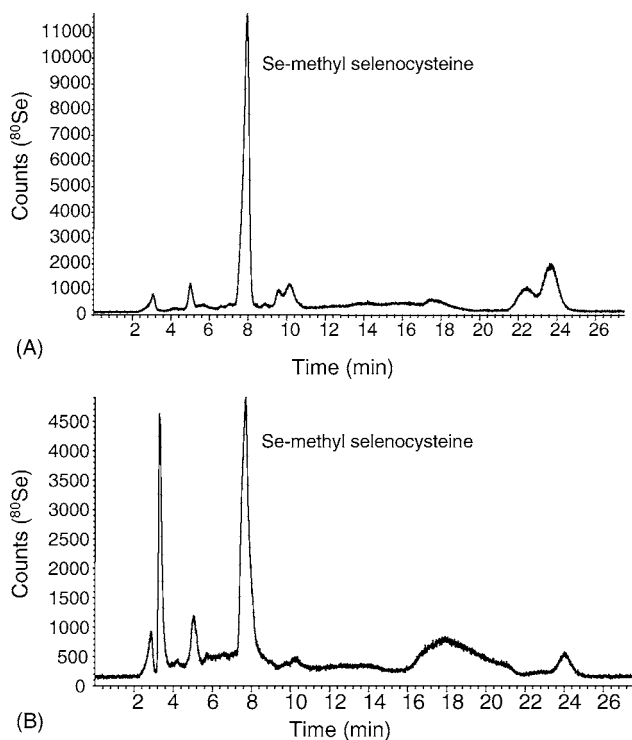 11000
10000
9000
8000
7000
6000
5000
4000
3000
2000
1000
0
Counts (⁸⁰Se)
Se-methyl selenocysteine
2 4 6 8 10 12 14 16 18 20 22 24 26
(A)
Time (min)
4500
4000
3500
3000
2500
2000
1500
1000
500
0
Counts (⁸⁰Se)
Se-methyl selenocysteine
2 4 6 8 10 12 14 16 18 20 22 24 26
(B)
Time (min)